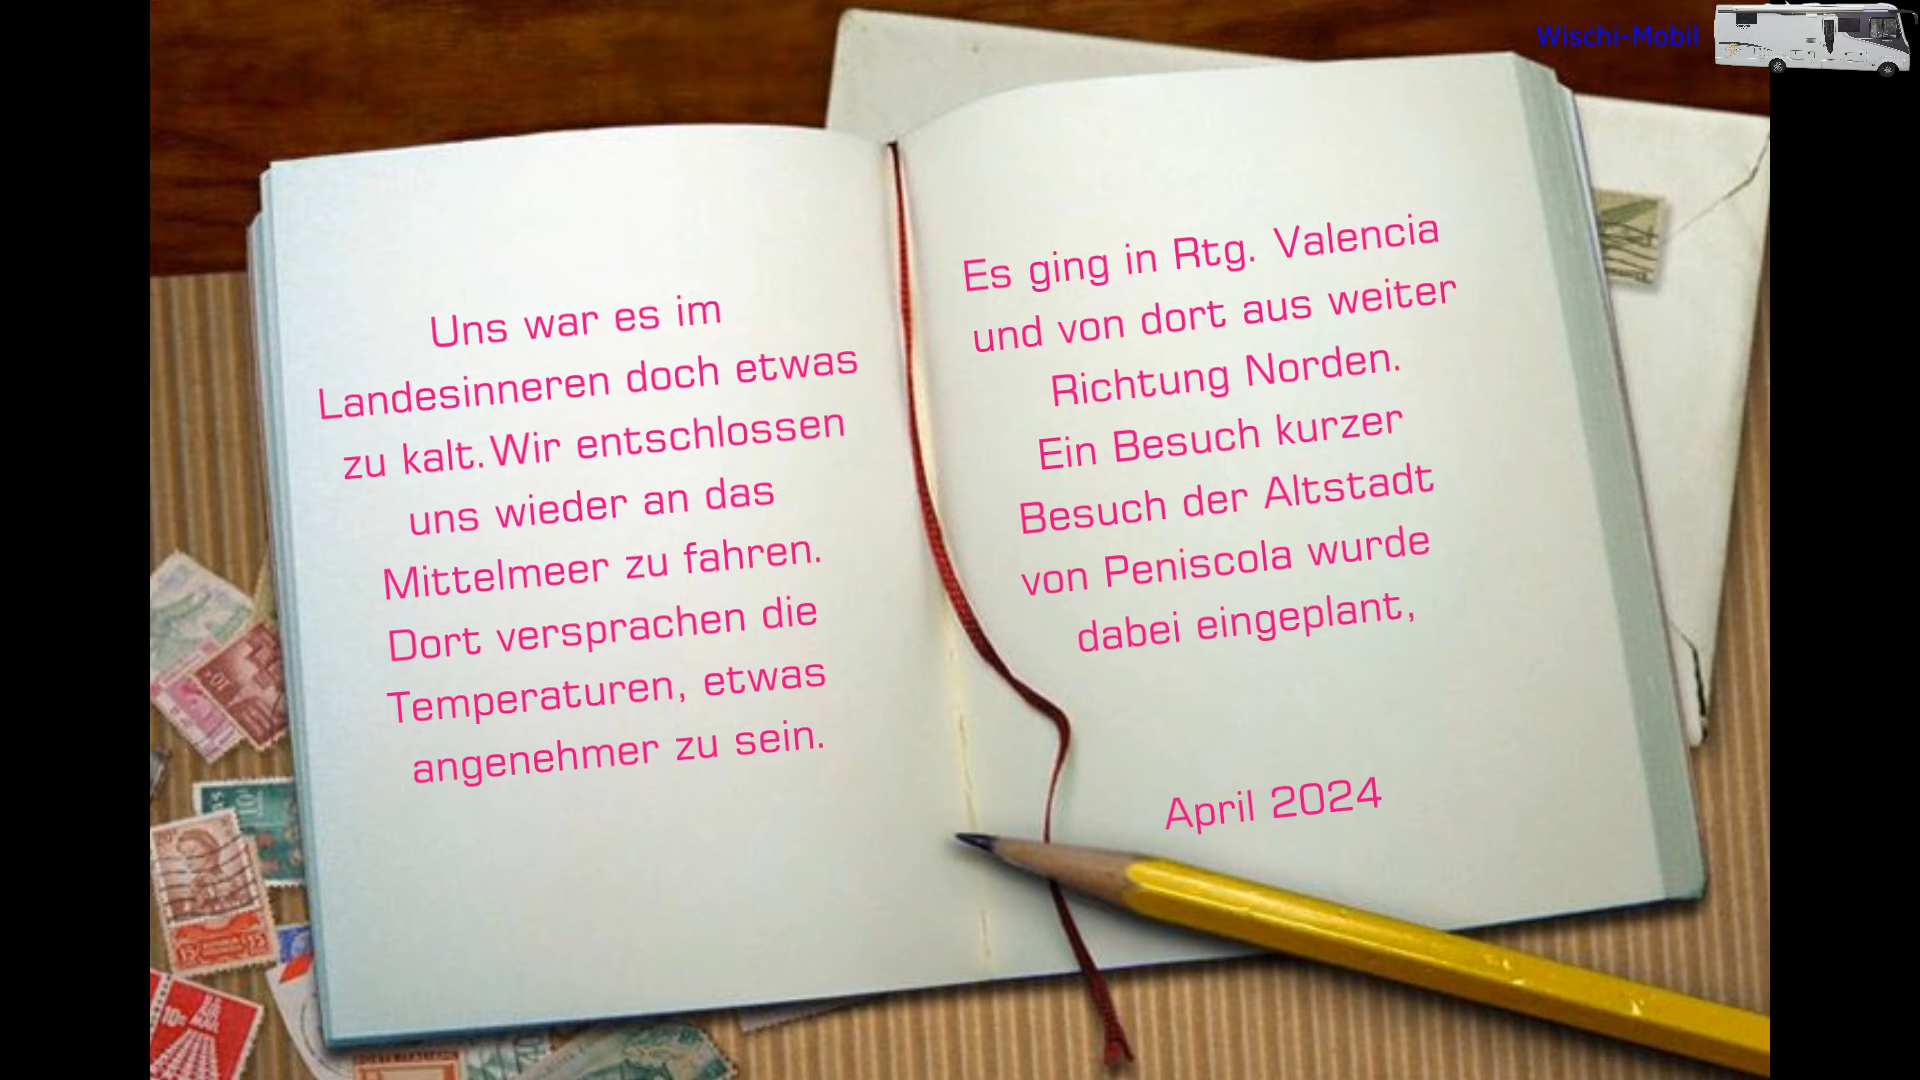 Wischi-Mobil
Uns war es im
Landesinneren doch etwas
zu kalt. Wir entschlossen
uns wieder an das
Mittelmeer zu fahren.
Dort versprachen die
Temperaturen, etwas
angenehmer zu sein.
Es ging in Rtg. Valencia
und von dort aus weiter
Richtung Norden.
Ein Besuch kurzer
Besuch der Altstadt
von Peniscola wurde
dabei eingeplant,
April 2024